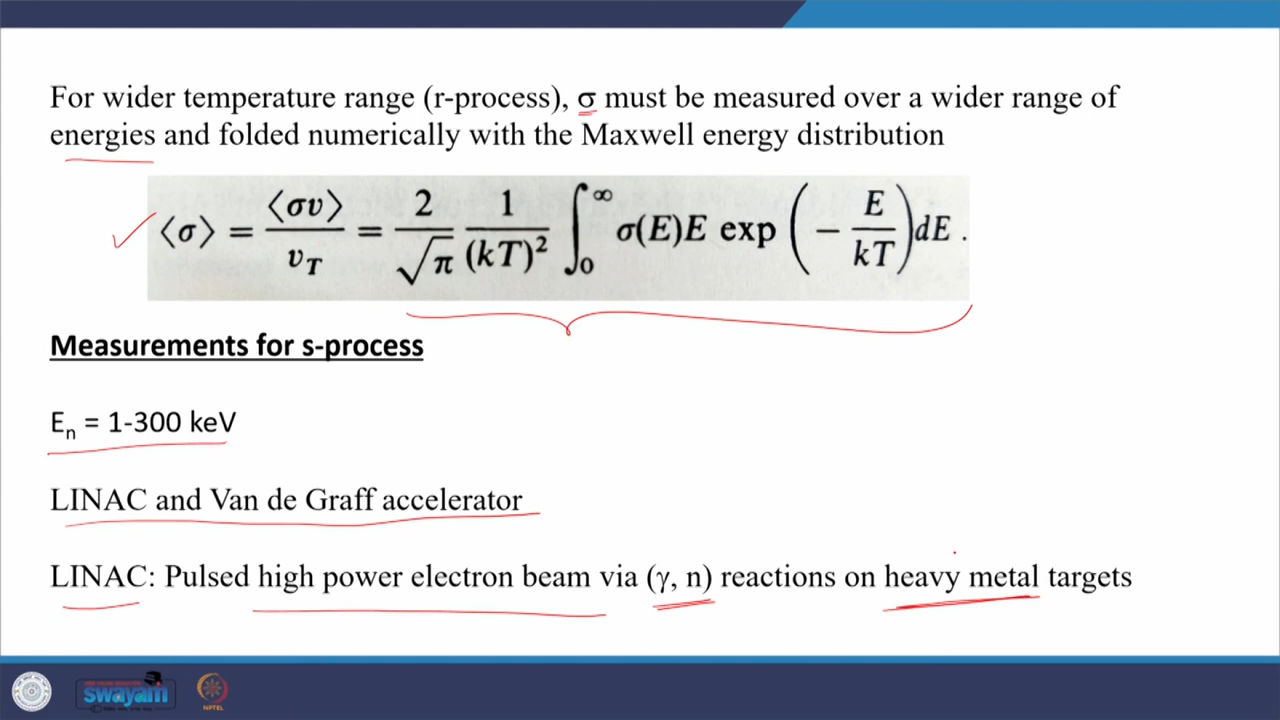 For wider temperature range (r-process), σ must be measured over a wider range of
energies and folded numerically with the Maxwell energy distribution
⟨σ⟩ = ⟨σv⟩ / v_T = 2/√π 1/(kT)² ∫₀^∞ σ(E)E exp(− E/kT)dE .
Measurements for s-process
Eₙ = 1-300 keV
LINAC and Van de Graff accelerator
LINAC: Pulsed high power electron beam via (γ, n) reactions on heavy metal targets
swayam
NPTEL